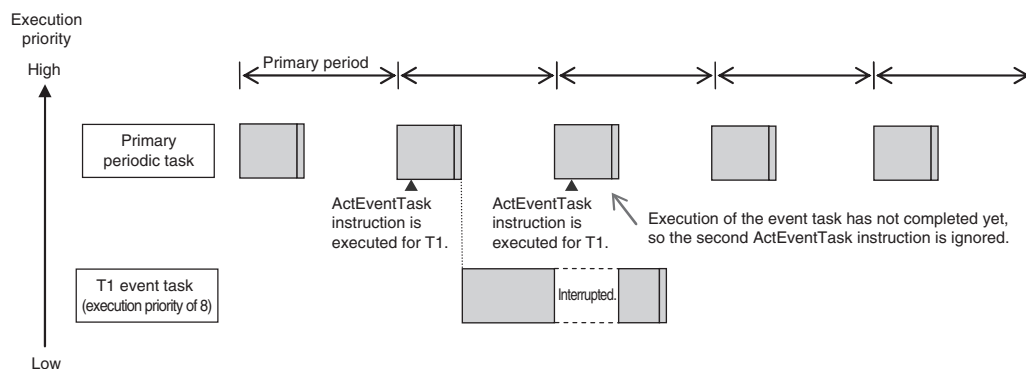 Execution
priority
High
Primary period
Primary
periodic task
ActEventTask
instruction is
executed for T1.
ActEventTask
instruction is
executed for T1.
Execution of the event task has not completed yet,
so the second ActEventTask instruction is ignored.
T1 event task
(execution priority of 8)
Interrupted.
Low